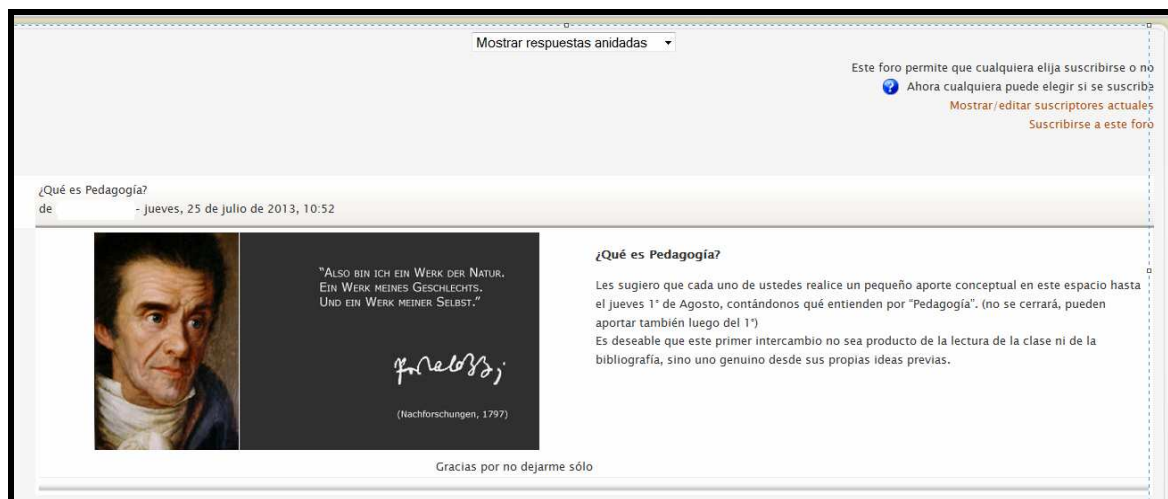 Mostrar respuestas anidadas
Este foro permite que cualquiera elija suscribirse o no
Ahora cualquiera puede elegir si se suscribe
Mostrar/editar suscriptores actuales
Suscribirse a este foro
¿Qué es Pedagogía?
de - jueves, 25 de julio de 2013, 10:52
"ALSO BIN ICH EIN WERK DER NATUR.
EIN WERK MEINES GESCHLECHTS.
UND EIN WERK MEINER SELBST."
Pestalozzi
(Nachforschungen, 1797)
¿Qué es Pedagogía?
Les sugiero que cada uno de ustedes realice un pequeño aporte conceptual en este espacio hasta
el jueves 1° de Agosto, contándonos qué entienden por "Pedagogía". (no se cerrará, pueden
aportar también luego del 1°)
Es deseable que este primer intercambio no sea producto de la lectura de la clase ni de la
bibliografía, sino uno genuino desde sus propias ideas previas.
Gracias por no dejarme sólo